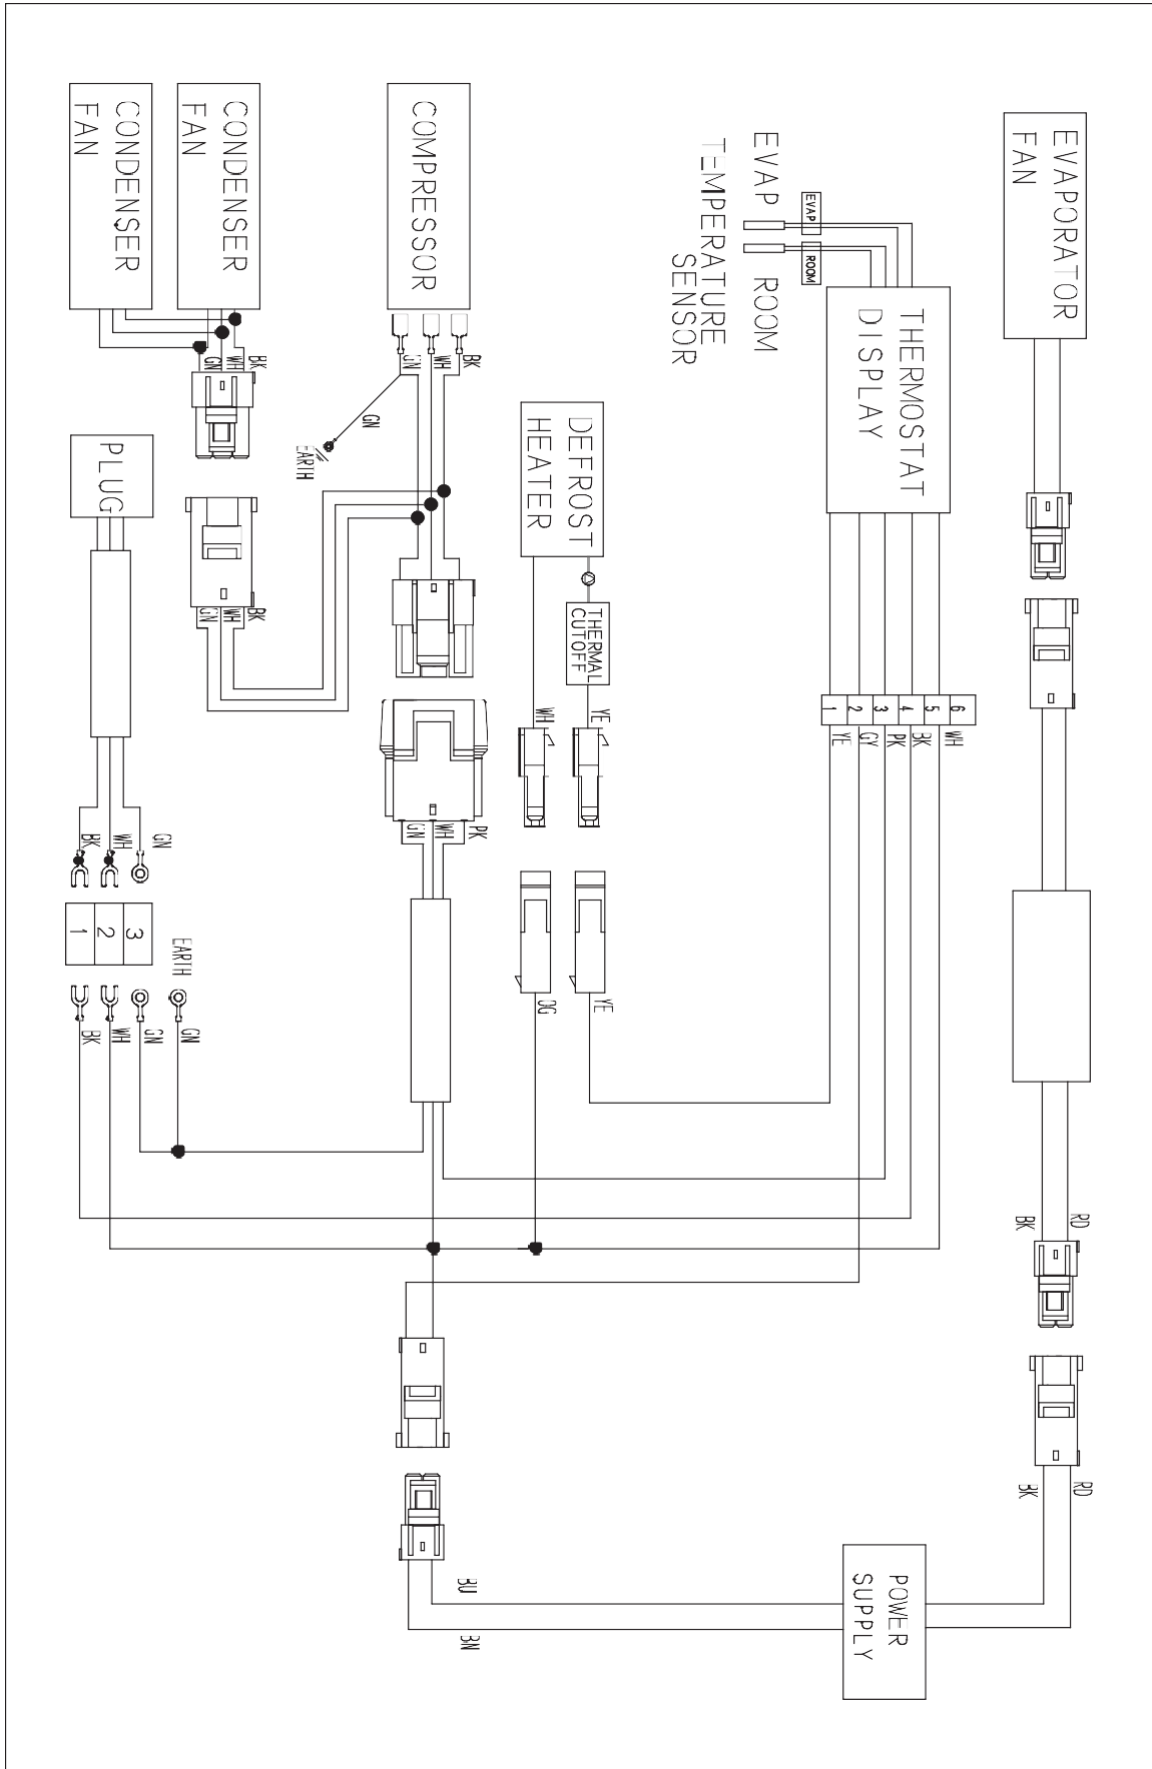 CONDENSER
FAN
CONDENSER
FAN
COMPRESSOR
EVAP
ROOM
TEMPERATURE
SENSOR
EVAP
ROOM
THERMOSTAT
DISPLAY
EVAPORATOR
FAN
BK
WH
GN
BK
WH
GN
GN
EARTH
PLUG
DEFROST
HEATER
THERMAL
CUTOFF
BK
WH
GN
WH
YE
1
2
3
4
5
6
YE
GY
PK
BK
WH
PK
WH
GN
BK
WH
GN
1
2
3
EARTH
BK
WH
GN
GN
OG
YE
BK
RD
BK
RD
BU
BN
POWER
SUPPLY